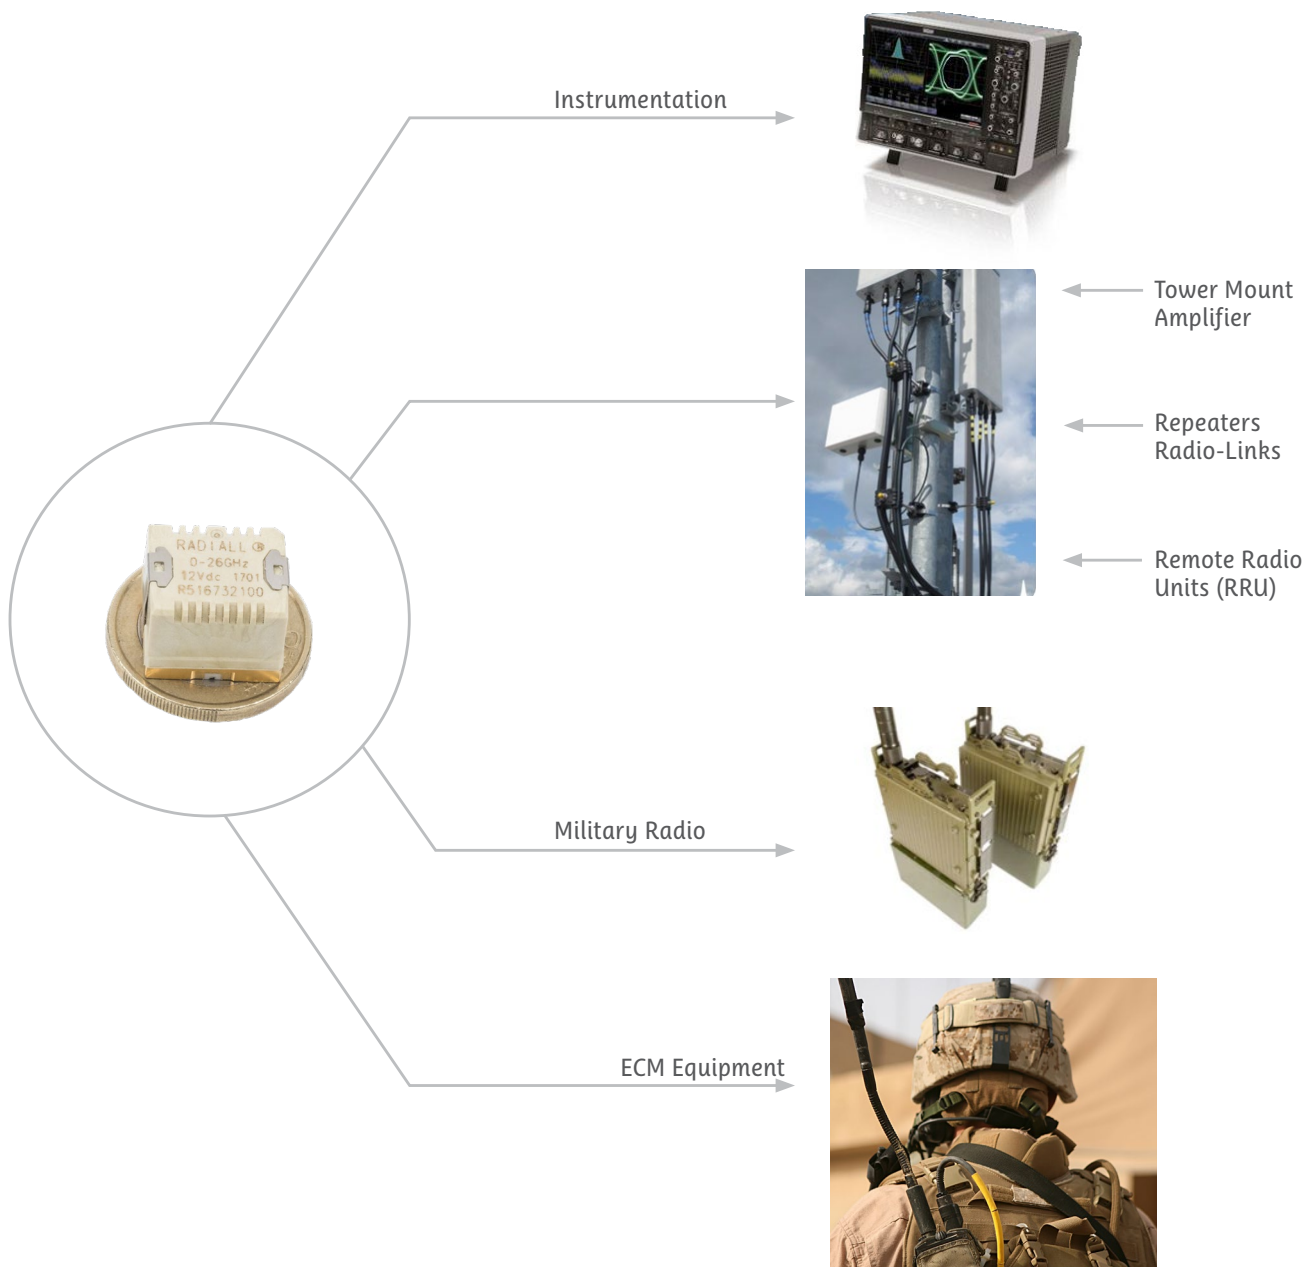 Instrumentation
Tower Mount
Amplifier
Repeaters
Radio-Links
Remote Radio
Units (RRU)
RADIALL ®
0-26GHz
12Vdc 1701
R516732100
Military Radio
ECM Equipment